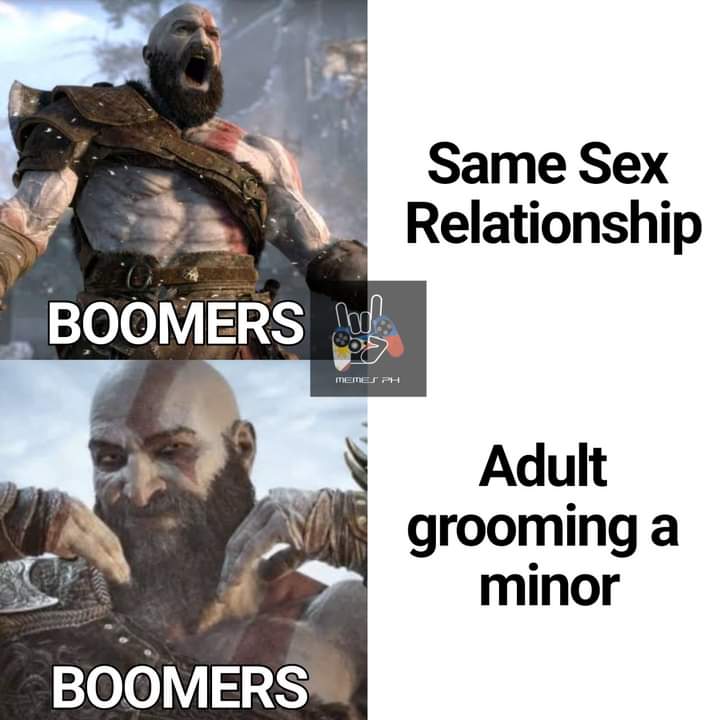 Same Sex
Relationship
BOOMERS
MEMES PH
Adult
grooming a
minor
BOOMERS